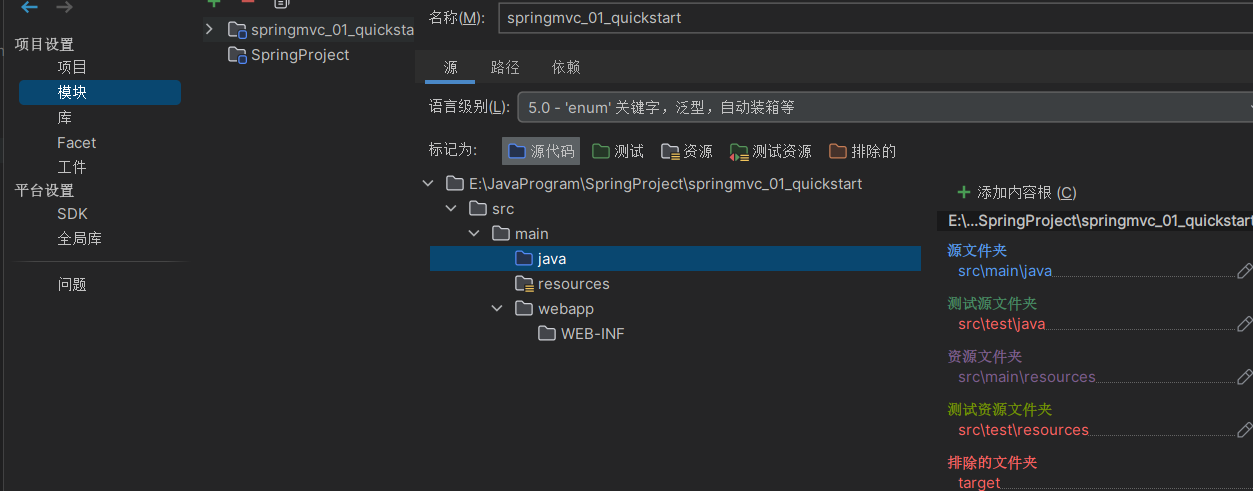 名称(M): springmvc_01_quickstart
项目设置
项目
模块
库
Facet
工件
平台设置
SDK
全局库
问题
springmvc_01_quicksta
SpringProject
源 路径 依赖
语言级别(L): 5.0 - 'enum' 关键字，泛型，自动装箱等
标记为: 源代码 测试 资源 测试资源 排除的
E:\JavaProgram\SpringProject\springmvc_01_quickstart
src
main
java
resources
webapp
WEB-INF
添加内容根 (C)
E:\...SpringProject\springmvc_01_quickstart
源文件夹
src\main\java
测试源文件夹
src\test\java
资源文件夹
src\main\resources
测试资源文件夹
src\test\resources
排除的文件夹
target